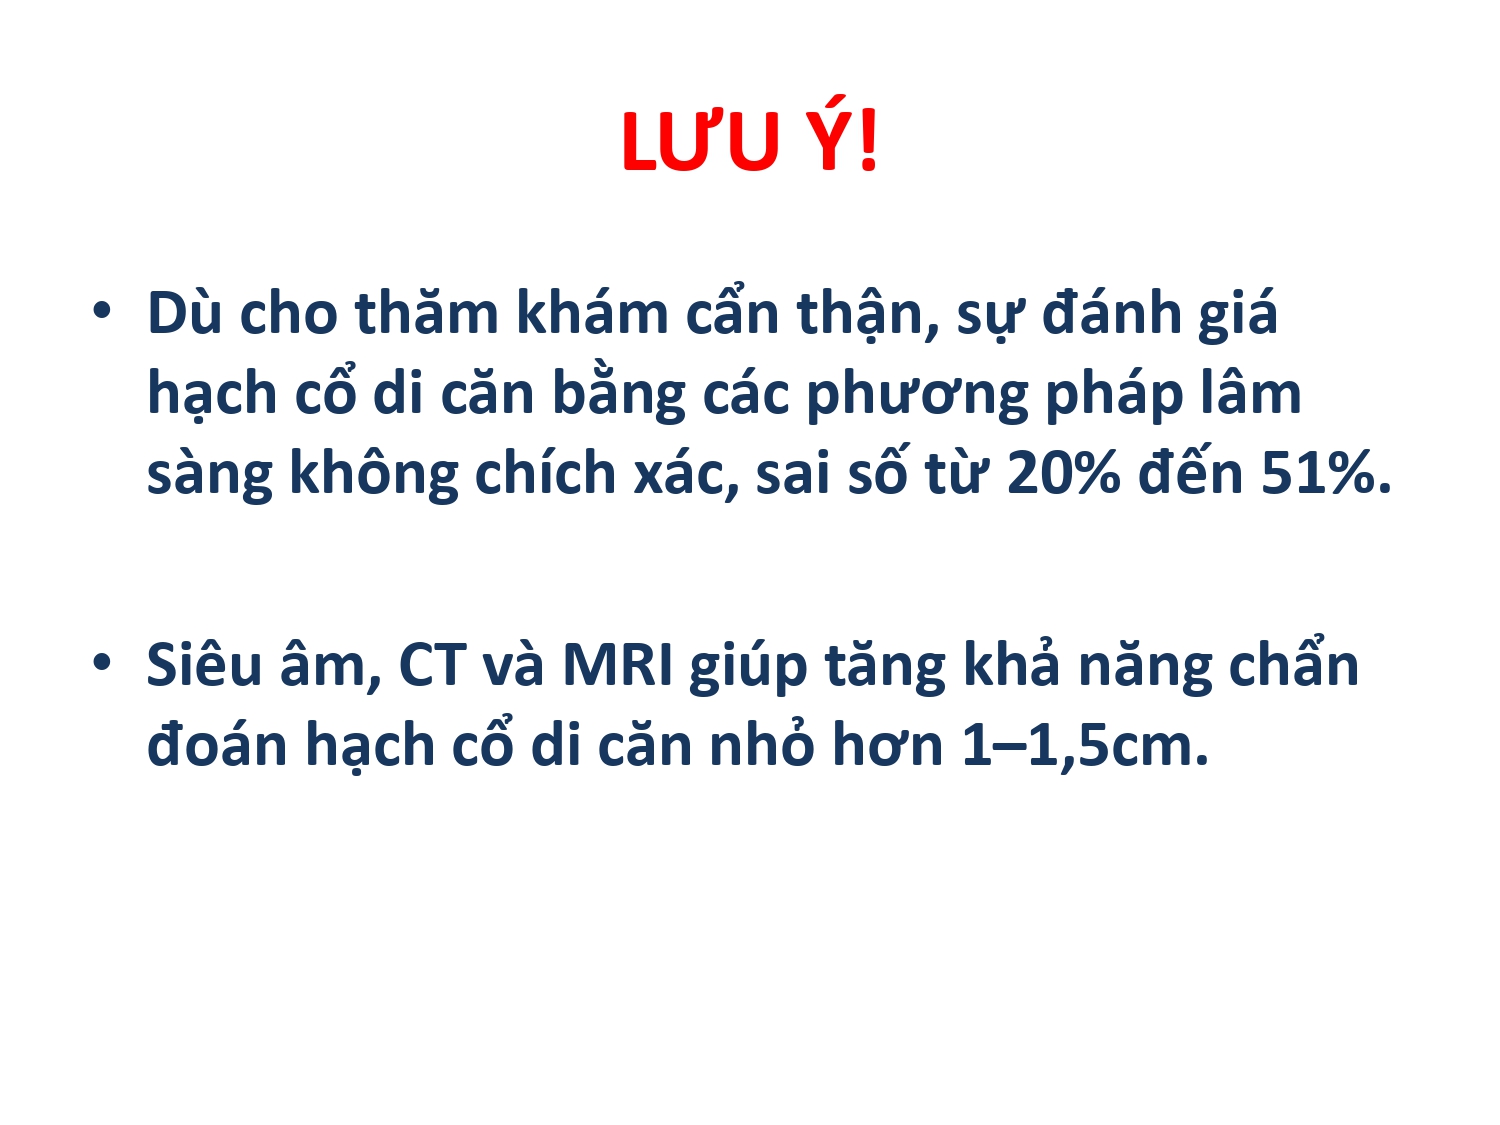 LƯU Ý!
• Dù cho thăm khám cẩn thận, sự đánh giá
hạch cổ di căn bằng các phương pháp lâm
sàng không chích xác, sai số từ 20% đến 51%.
• Siêu âm, CT và MRI giúp tăng khả năng chẩn
đoán hạch cổ di căn nhỏ hơn 1–1,5cm.